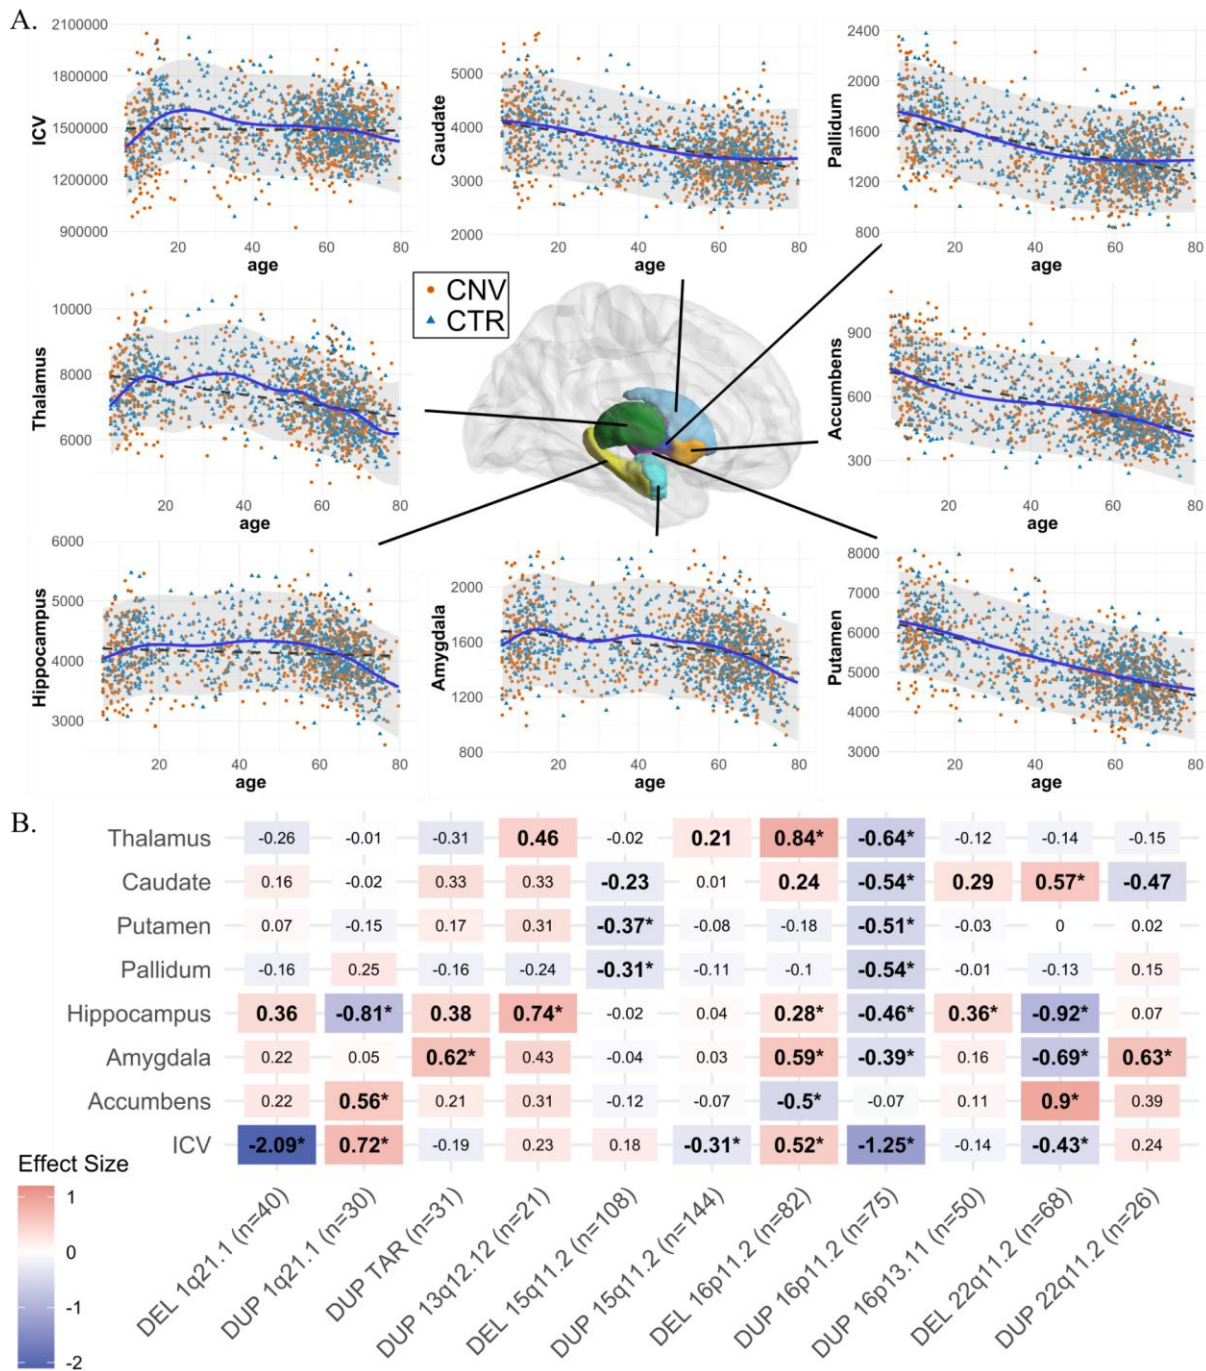 A.
2100000
1800000
1500000
1200000
900000
ICV
20 40 60 80
age
5000
4000
3000
2000
Caudate
20 40 60 80
age
2400
2000
1600
1200
800
Pallidum
20 40 60 80
age
10000
8000
6000
Thalamus
20 40 60 80
age
CNV
CTR
900
600
300
Accumbens
20 40 60 80
age
6000
5000
4000
3000
Hippocampus
20 40 60 80
age
2000
1600
1200
800
Amygdala
20 40 60 80
age
8000
7000
6000
5000
4000
3000
Putamen
20 40 60 80
age
B.
Thalamus -0.26 -0.01 -0.31 0.46 -0.02 0.21 0.84* -0.64* -0.12 -0.14 -0.15
Caudate 0.16 -0.02 0.33 0.33 -0.23 0.01 0.24 -0.54* 0.29 0.57* -0.47
Putamen 0.07 -0.15 0.17 0.31 -0.37* -0.08 -0.18 -0.51* -0.03 0 0.02
Pallidum -0.16 0.25 -0.16 -0.24 -0.31* -0.11 -0.1 -0.54* -0.01 -0.13 0.15
Hippocampus 0.36 -0.81* 0.38 0.74* -0.02 0.04 0.28* -0.46* 0.36* -0.92* 0.07
Amygdala 0.22 0.05 0.62* 0.43 -0.04 0.03 0.59* -0.39* 0.16 -0.69* 0.63*
Accumbens 0.22 0.56* 0.21 0.31 -0.12 -0.07 -0.5* -0.07 0.11 0.9* 0.39
ICV -2.09* 0.72* -0.19 0.23 0.18 -0.31* 0.52* -1.25* -0.14 -0.43* 0.24
Effect Size
1
0
-1
-2
DEL 1q21.1 (n=40)
DUP 1q21.1 (n=30)
DUP TAR (n=31)
DUP 13q12.12 (n=21)
DEL 15q11.2 (n=108)
DUP 15q11.2 (n=144)
DEL 16p11.2 (n=82)
DUP 16p11.2 (n=75)
DUP 16p13.11 (n=50)
DEL 22q11.2 (n=68)
DUP 22q11.2 (n=26)